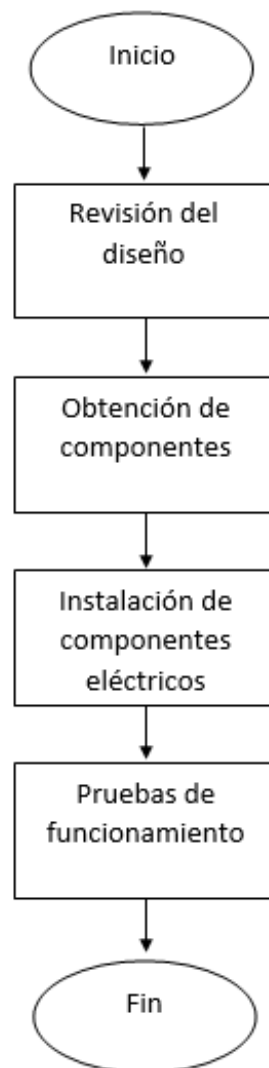 Inicio
Revisión del
diseño
Obtención de
componentes
Instalación de
componentes
eléctricos
Pruebas de
funcionamiento
Fin